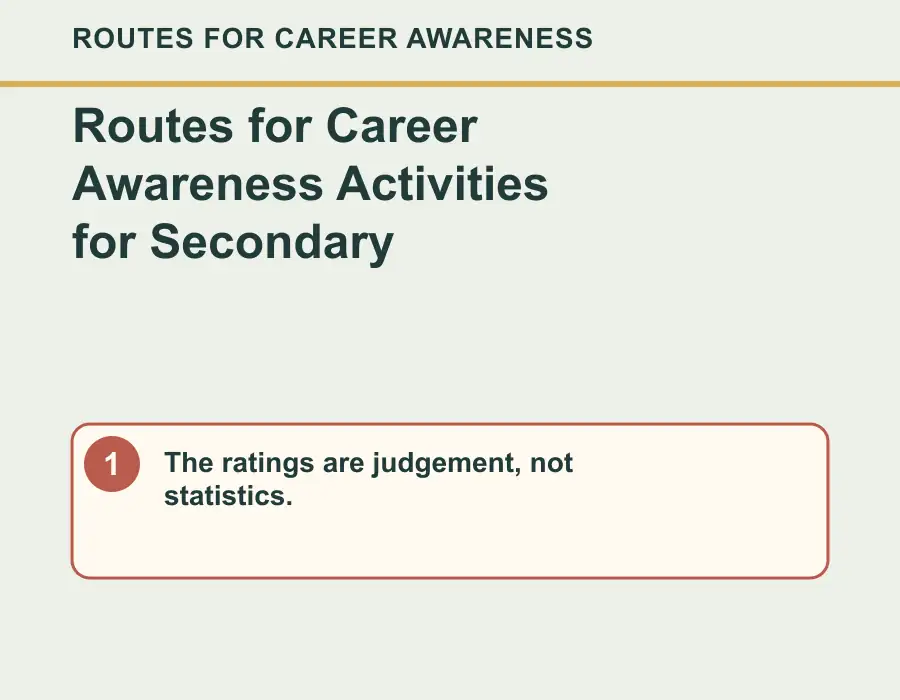 ROUTES FOR CAREER AWARENESS
Routes for Career
Awareness Activities
for Secondary
1
The ratings are judgement, not
statistics.